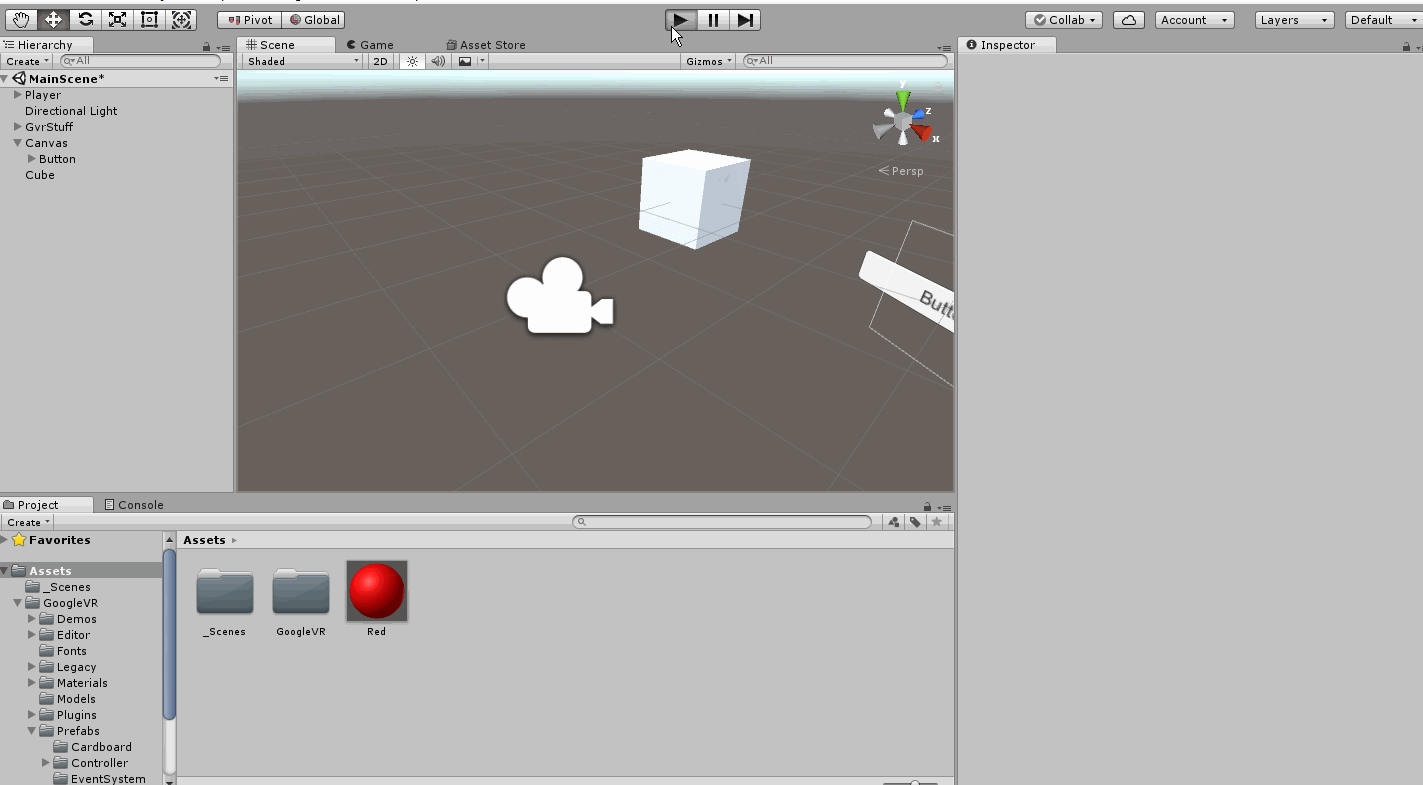 Pivot Global Collab Account Layers Default
Hierarchy
Create All
MainScene*
Player
Directional Light
GvrStuff
Canvas
Button
Cube
Scene Game Asset Store
Shaded 2D Gizmos All
y
z
x
Persp
Inspector
Project Console
Create
Favorites
Assets
_Scenes
GoogleVR
Demos
Editor
Fonts
Legacy
Materials
Models
Plugins
Prefabs
Cardboard
Controller
EventSystem
Assets
_Scenes GoogleVR Red